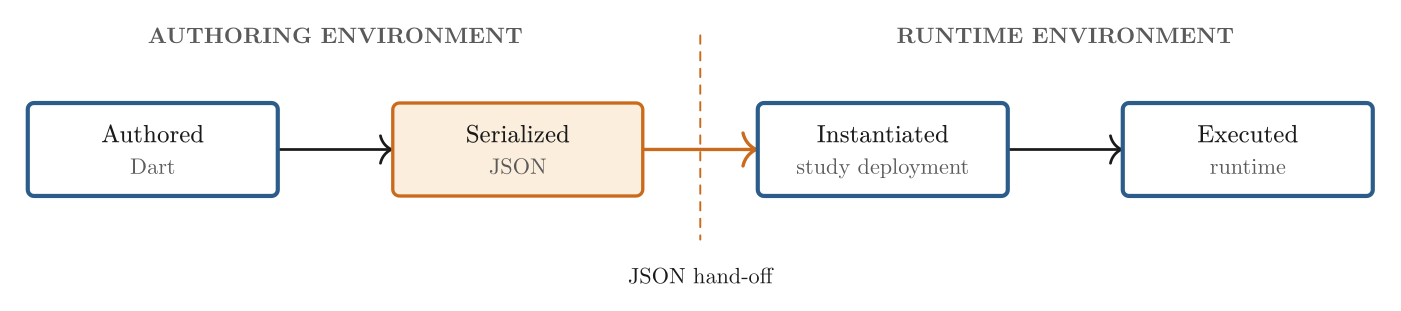 AUTHORING ENVIRONMENT
RUNTIME ENVIRONMENT
Authored
Dart
Serialized
JSON
Instantiated
study deployment
Executed
runtime
JSON hand-off